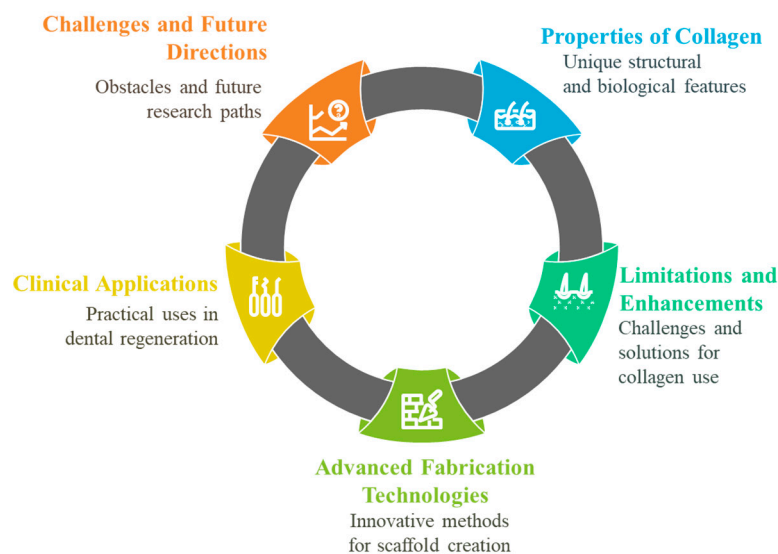 Challenges and Future
Directions
Obstacles and future
research paths
Properties of Collagen
Unique structural
and biological features
Limitations and
Enhancements
Challenges and
solutions for
collagen use
Advanced Fabrication
Technologies
Innovative methods
for scaffold creation
Clinical Applications
Practical uses in
dental regeneration
?